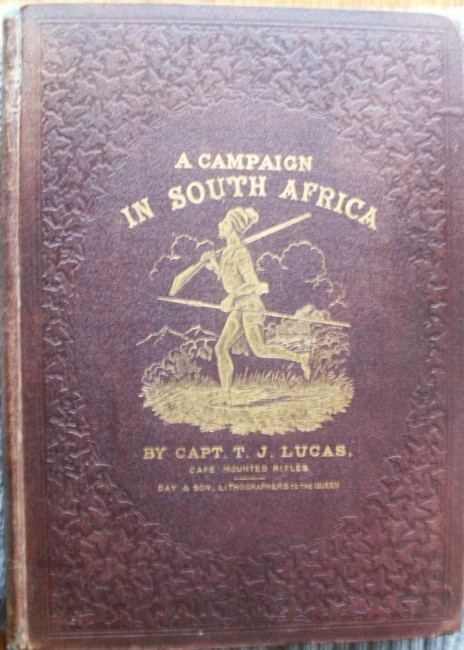 A CAMPAIGN
IN SOUTH AFRICA
BY CAPT. T. J. LUCAS,
CAPE MOUNTED RIFLES
DAY & SON, LITHOGRAPHERS TO THE QUEEN